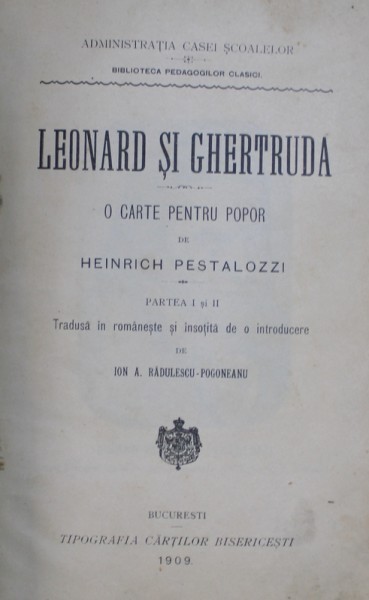 ADMINISTRAȚIA CASEI ȘCOALELOR
BIBLIOTECA PEDAGOGILOR CLASICI.
LEONARD ȘI GHERTRUDA
O CARTE PENTRU POPOR
DE
HEINRICH PESTALOZZI
PARTEA I și II
Tradusă în românește și însoțită de o introducere
DE
ION A. RĂDULESCU-POGONEANU
BUCUREȘTI
TIPOGRAFIA CĂRȚILOR BISERICEȘTI
1909